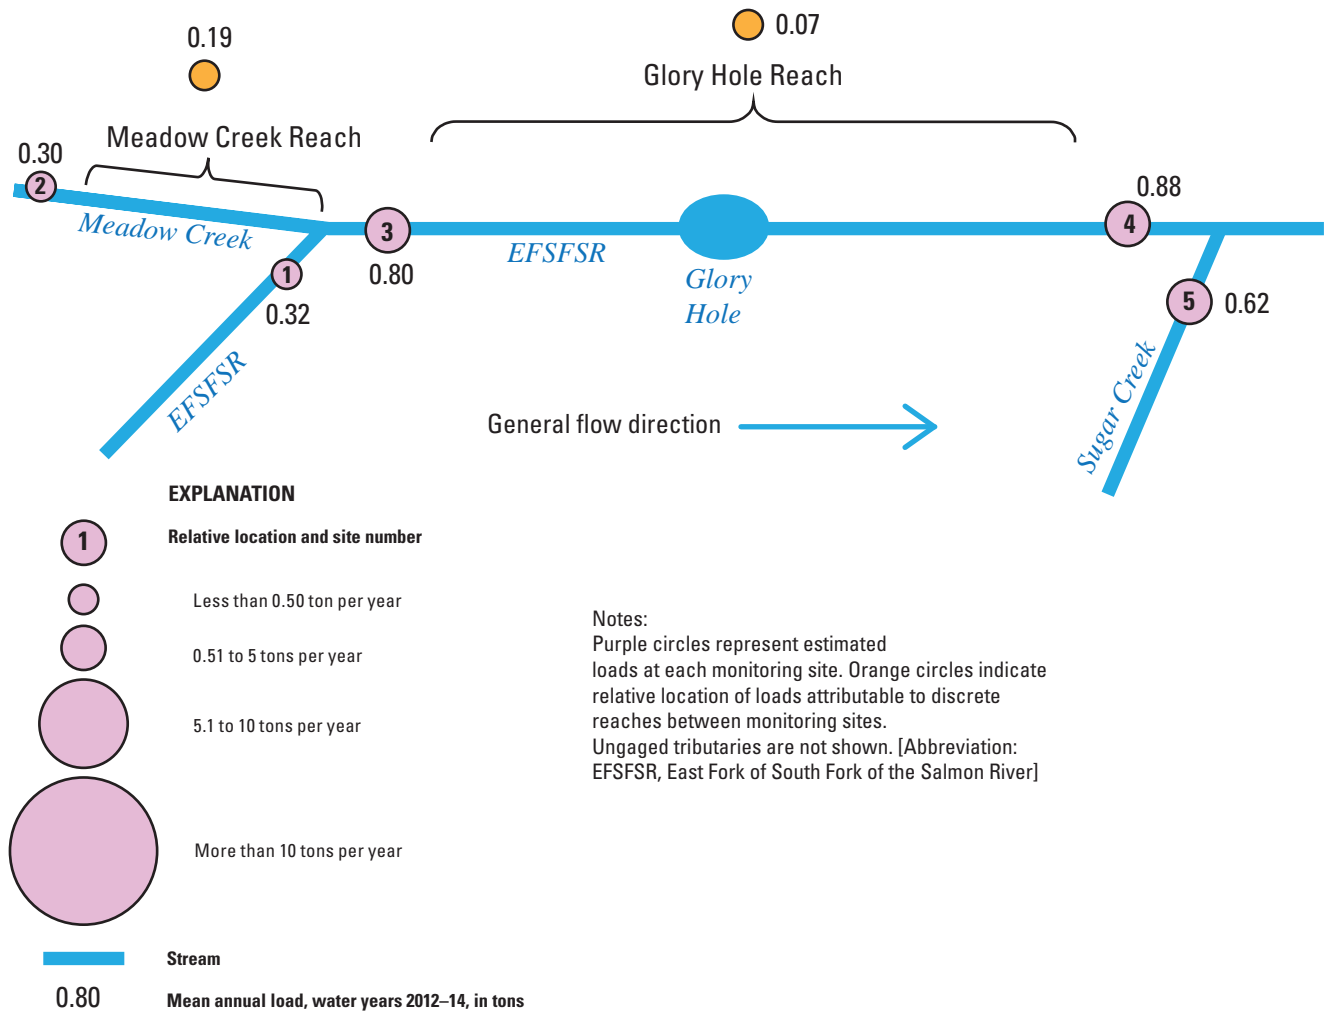 0.19
0.07
Glory Hole Reach
Meadow Creek Reach
0.30
2
0.88
Meadow Creek
3
4
EFSFSR
1
0.80
Glory
Hole
5
0.62
0.32
EFSFSR
Sugar Creek
General flow direction
EXPLANATION
1
Relative location and site number
Less than 0.50 ton per year
0.51 to 5 tons per year
5.1 to 10 tons per year
More than 10 tons per year
Stream
0.80
Mean annual load, water years 2012–14, in tons
Notes:
Purple circles represent estimated
loads at each monitoring site. Orange circles indicate
relative location of loads attributable to discrete
reaches between monitoring sites.
Ungaged tributaries are not shown. [Abbreviation:
EFSFSR, East Fork of South Fork of the Salmon River]